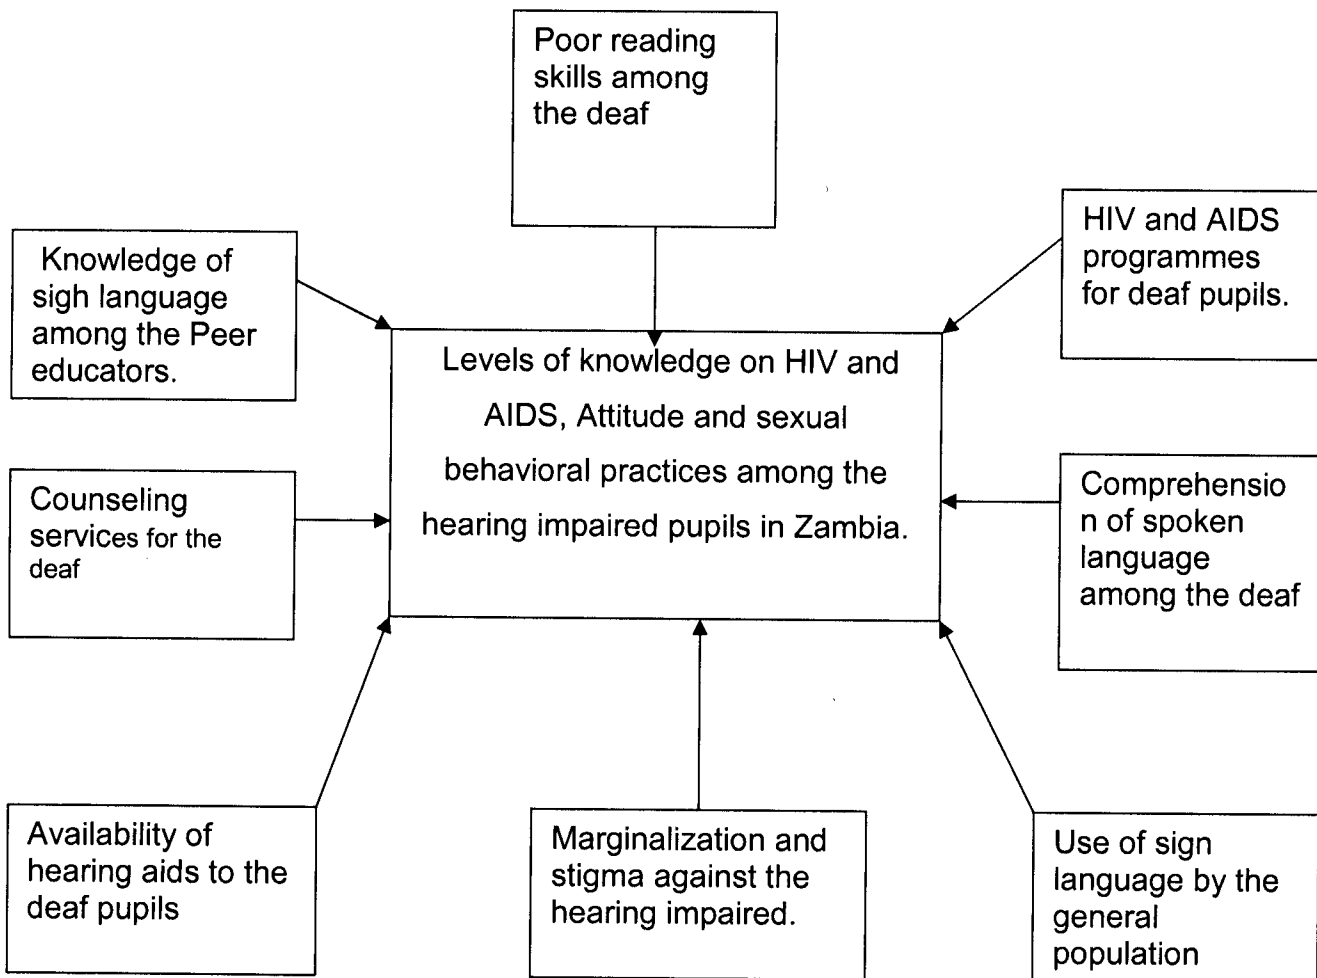 Poor reading
skills among
the deaf
HIV and AIDS
programmes
for deaf pupils.
Knowledge of
sigh language
among the Peer
educators.
Levels of knowledge on HIV and
AIDS, Attitude and sexual
behavioral practices among the
hearing impaired pupils in Zambia.
Counseling
services for the
deaf
Comprehensio
n of spoken
language
among the deaf
Availability of
hearing aids to the
deaf pupils
Marginalization and
stigma against the
hearing impaired.
Use of sign
language by the
general
population